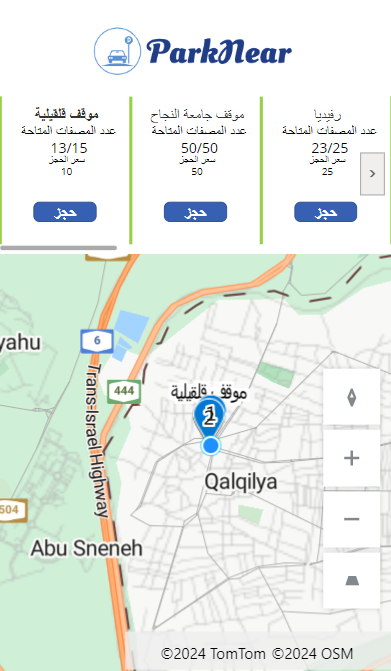 ParkNear
موقف قلقيلية
عدد المصفات المتاحة
13/15
سعر الحجز
10
حجز
موقف جامعة النجاح
عدد المصفات المتاحة
50/50
سعر الحجز
50
حجز
رفيديا
عدد المصفات المتاحة
23/25
سعر الحجز
25
حجز
yahu
6
444
Trans-Israel Highway
موقف قلقيلية
2
Qalqilya
504
Abu Sneneh
©2024 TomTom ©2024 OSM